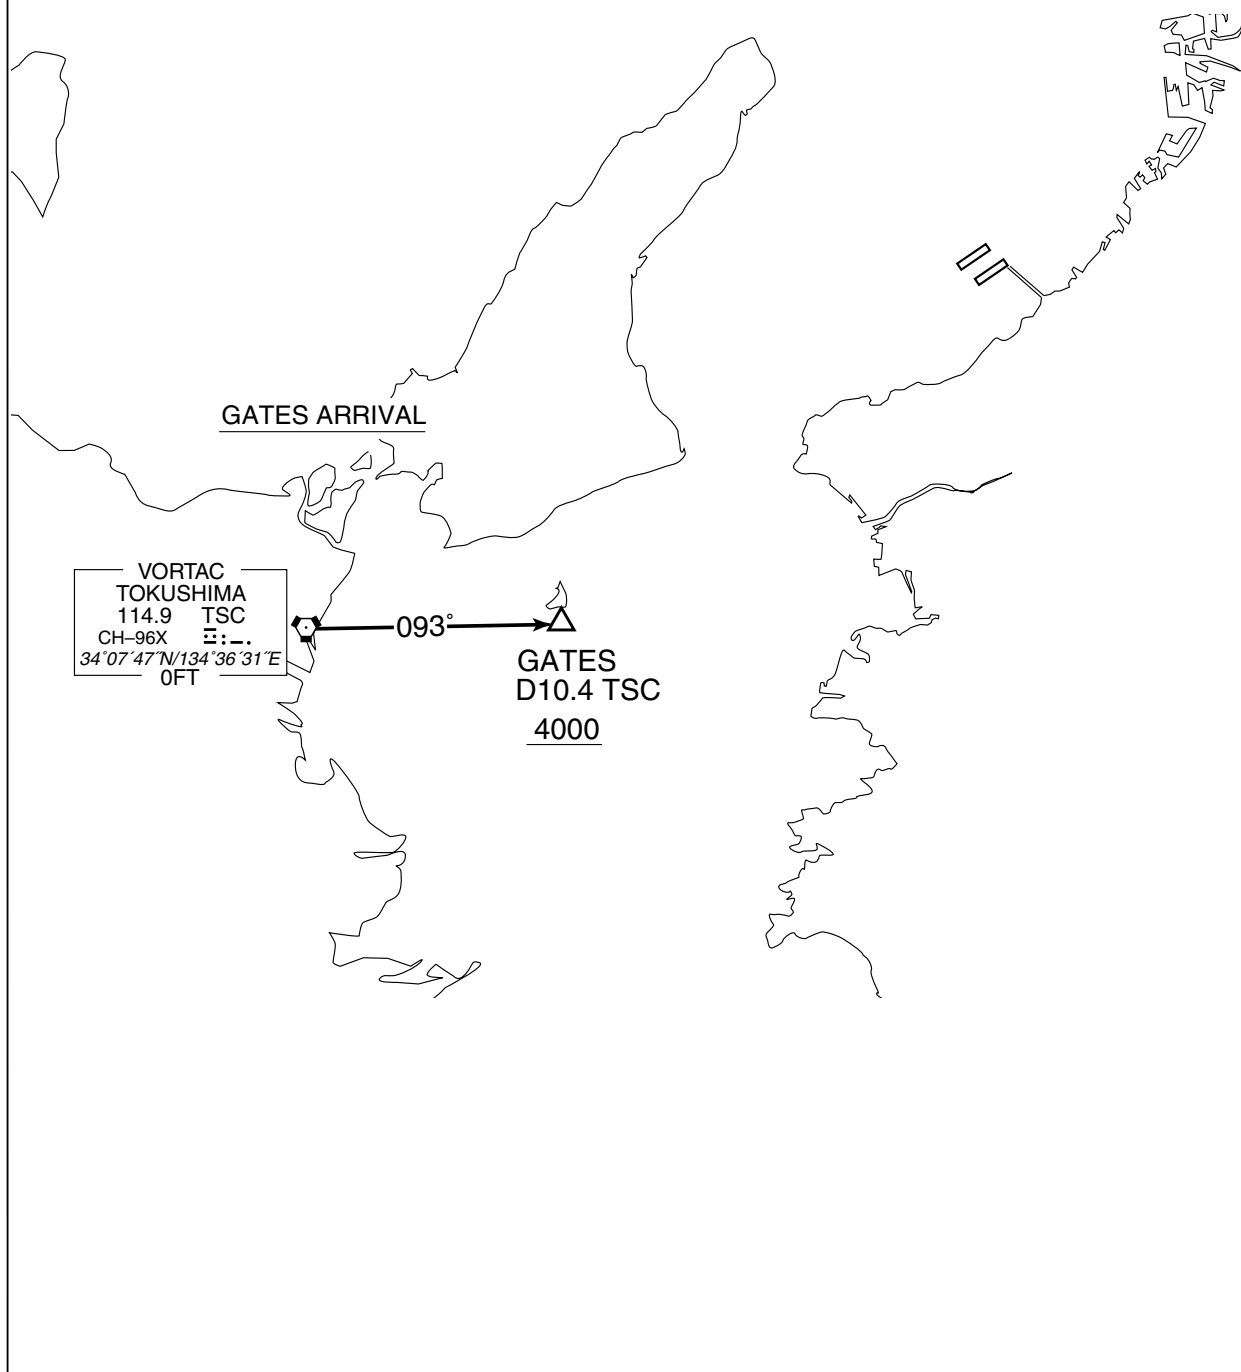 GATES ARRIVAL
VORTAC
TOKUSHIMA
114.9 TSC
CH–96X
34°07´47˝N/134°36´31˝E
0FT
093°
GATES
D10.4 TSC
4000